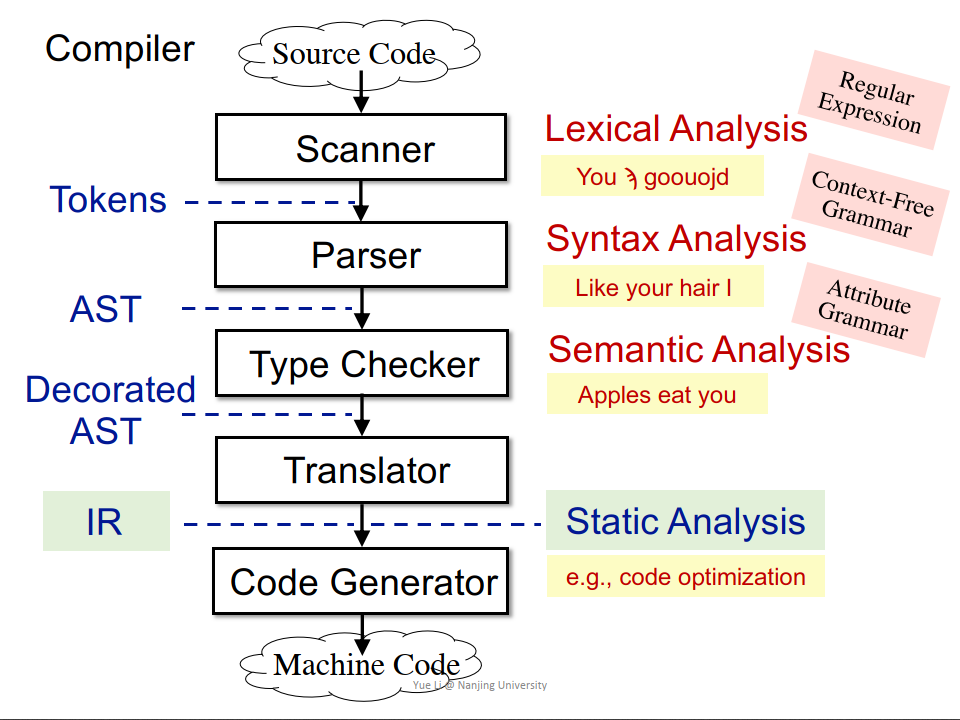 Compiler
Source Code
Scanner
Lexical Analysis
Regular
Expression
You ϡ goouojd
Tokens
Parser
Syntax Analysis
Context-Free
Grammar
Like your hair I
AST
Type Checker
Semantic Analysis
Attribute
Grammar
Apples eat you
Decorated
AST
Translator
IR
Static Analysis
e.g., code optimization
Code Generator
Machine Code
Yue Li @ Nanjing University